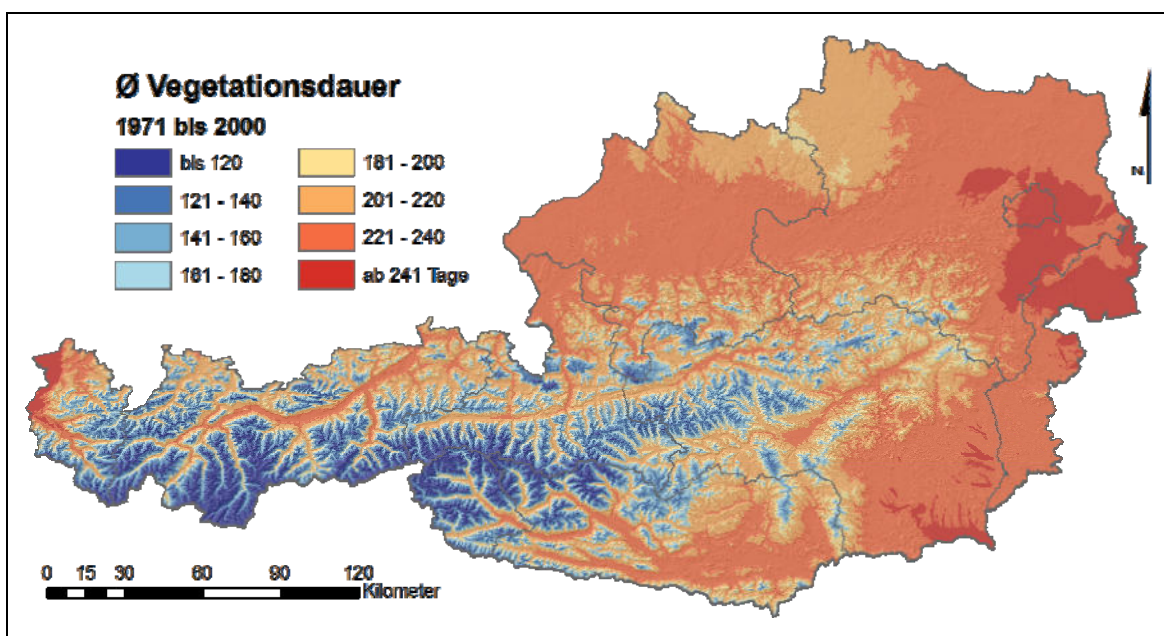 Ø Vegetationsdauer
1971 bis 2000
bis 120
121 - 140
141 - 160
161 - 180
181 - 200
201 - 220
221 - 240
ab 241 Tage
N
0 15 30 60 90 120
Kilometer